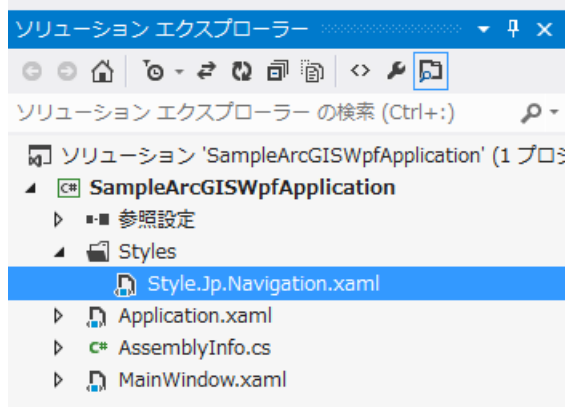 ソリューション エクスプローラー
ソリューション エクスプローラー の検索 (Ctrl+:)
ソリューション 'SampleArcGISWpfApplication' (1 プロジ
C# SampleArcGISWpfApplication
参照設定
Styles
Style.Jp.Navigation.xaml
Application.xaml
C# AssemblyInfo.cs
MainWindow.xaml